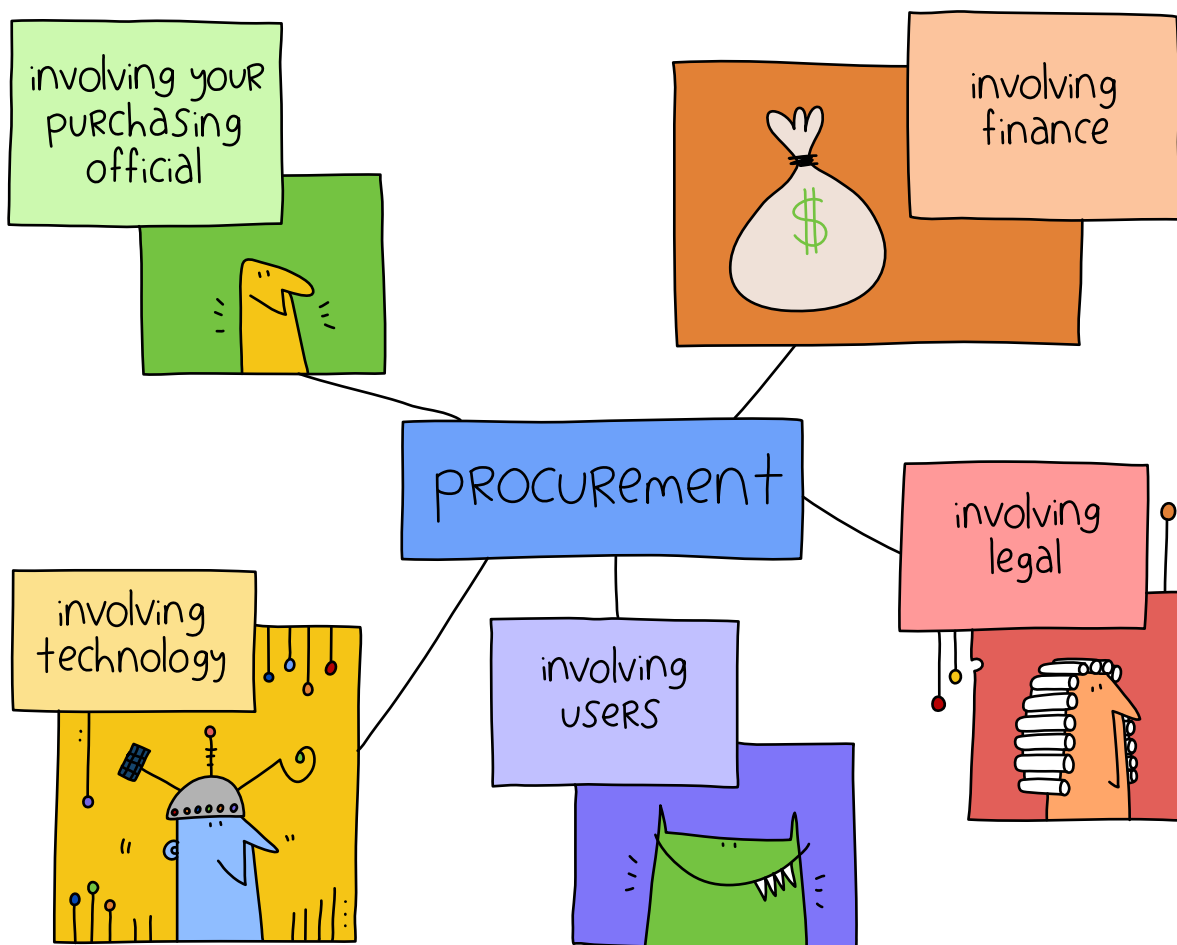 involving your
purchasing
official
involving
finance
$
procurement
involving
legal
involving
technology
involving
users